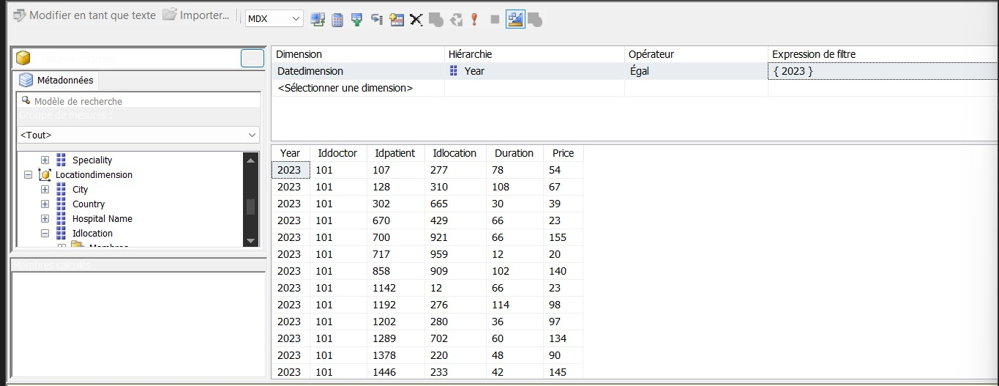 Modifier en tant que texte Importer... MDX
Dimension Hiérarchie Opérateur Expression de filtre
Datedimension Year Égal { 2023 }
<Sélectionner une dimension>
Métadonnées
Modèle de recherche
Groupe de mesures :
<Tout>
Speciality
Locationdimension
City
Country
Hospital Name
Idlocation
Membres
Membres calculés
Year Iddoctor Idpatient Idlocation Duration Price
2023 101 107 277 78 54
2023 101 128 310 108 67
2023 101 302 665 30 39
2023 101 670 429 66 23
2023 101 700 921 66 155
2023 101 717 959 12 20
2023 101 858 909 102 140
2023 101 1142 12 66 23
2023 101 1192 276 114 98
2023 101 1202 280 36 97
2023 101 1289 702 60 134
2023 101 1378 220 48 90
2023 101 1446 233 42 145